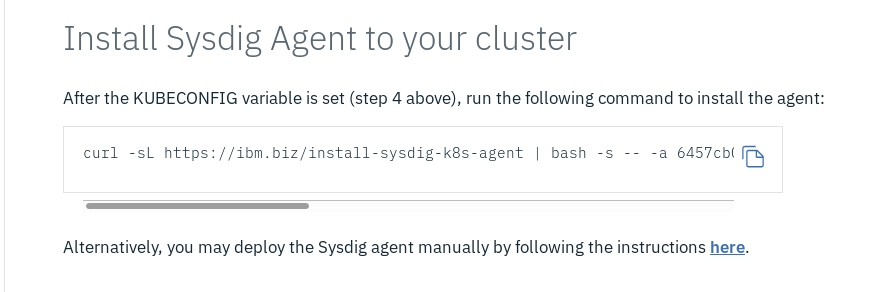 Install Sysdig Agent to your cluster
After the KUBECONFIG variable is set (step 4 above), run the following command to install the agent:
curl -sL https://ibm.biz/install-sysdig-k8s-agent | bash -s -- -a 6457cb
Alternatively, you may deploy the Sysdig agent manually by following the instructions here.